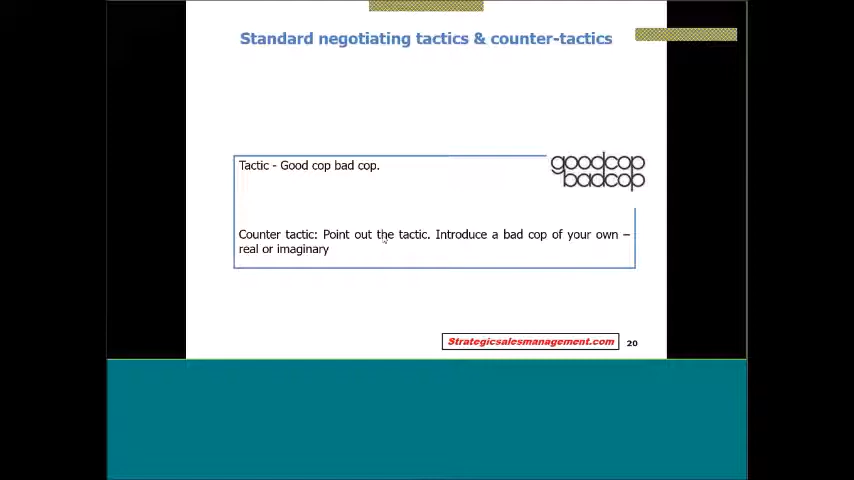 Standard negotiating tactics & counter-tactics
Tactic - Good cop bad cop.
goodcop
badcop
Counter tactic: Point out the tactic. Introduce a bad cop of your own –
real or imaginary
Strategicsalesmanagement.com
20